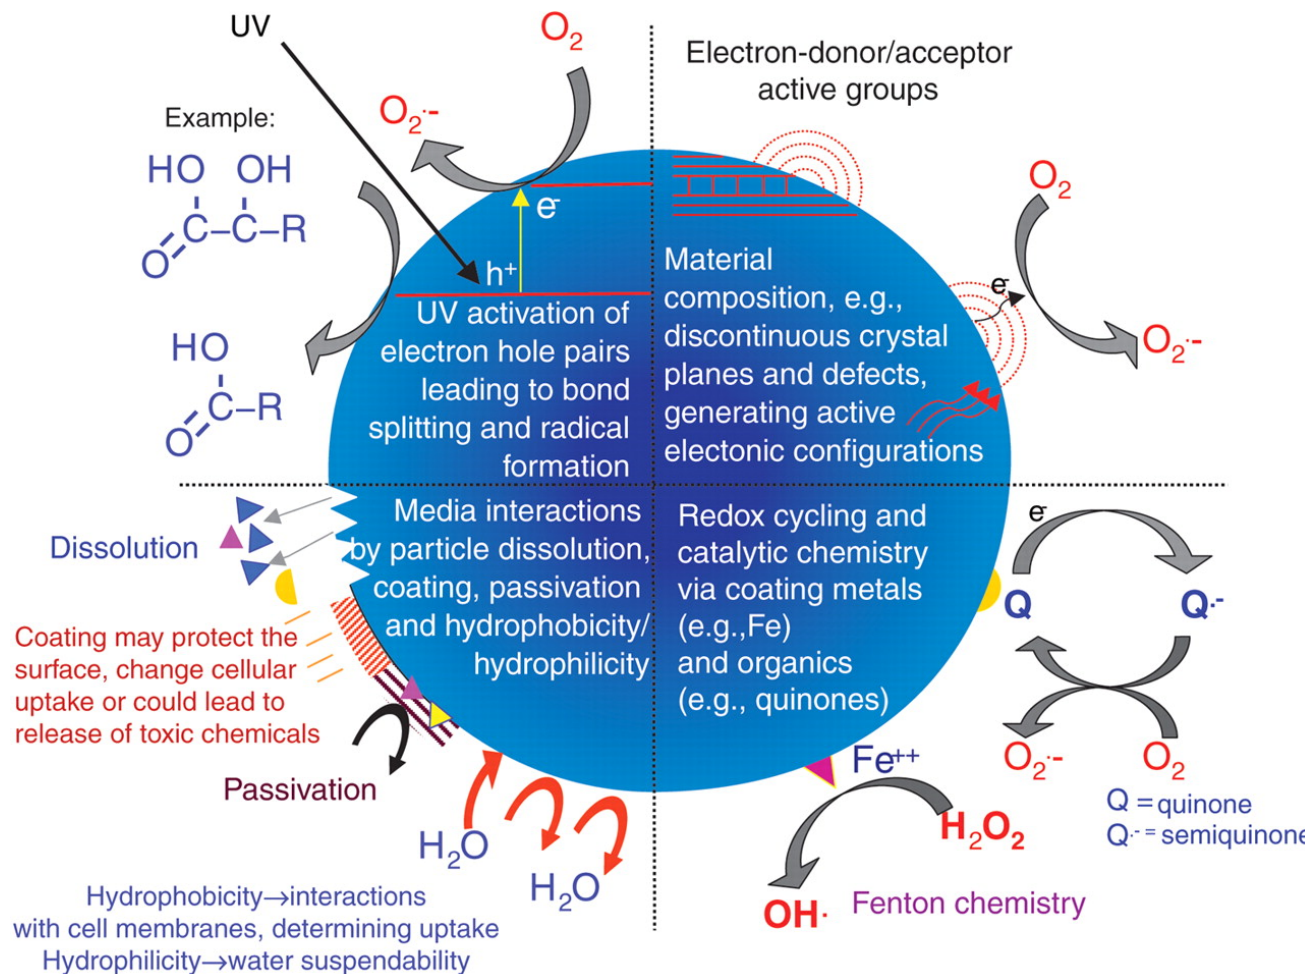 UV
O2
O2·-
Example:
HO OH
C–C–R
O
HO
C–R
O
e-
h+
UV activation of
electron hole pairs
leading to bond
splitting and radical
formation
Electron-donor/acceptor
active groups
Material
composition, e.g.,
discontinuous crystal
planes and defects,
generating active
electonic configurations
O2
e-
O2·-
Dissolution
Coating may protect the
surface, change cellular
uptake or could lead to
release of toxic chemicals
Passivation
Media interactions
by particle dissolution,
coating, passivation
and hydrophobicity/
hydrophilicity
H2O
H2O
Hydrophobicity→interactions
with cell membranes, determining uptake
Hydrophilicity→water suspendability
Redox cycling and
catalytic chemistry
via coating metals
(e.g.,Fe)
and organics
(e.g., quinones)
e-
Q Q·-
O2·- O2
Q = quinone
Q·- = semiquinone
Fe++
H2O2
OH·
Fenton chemistry